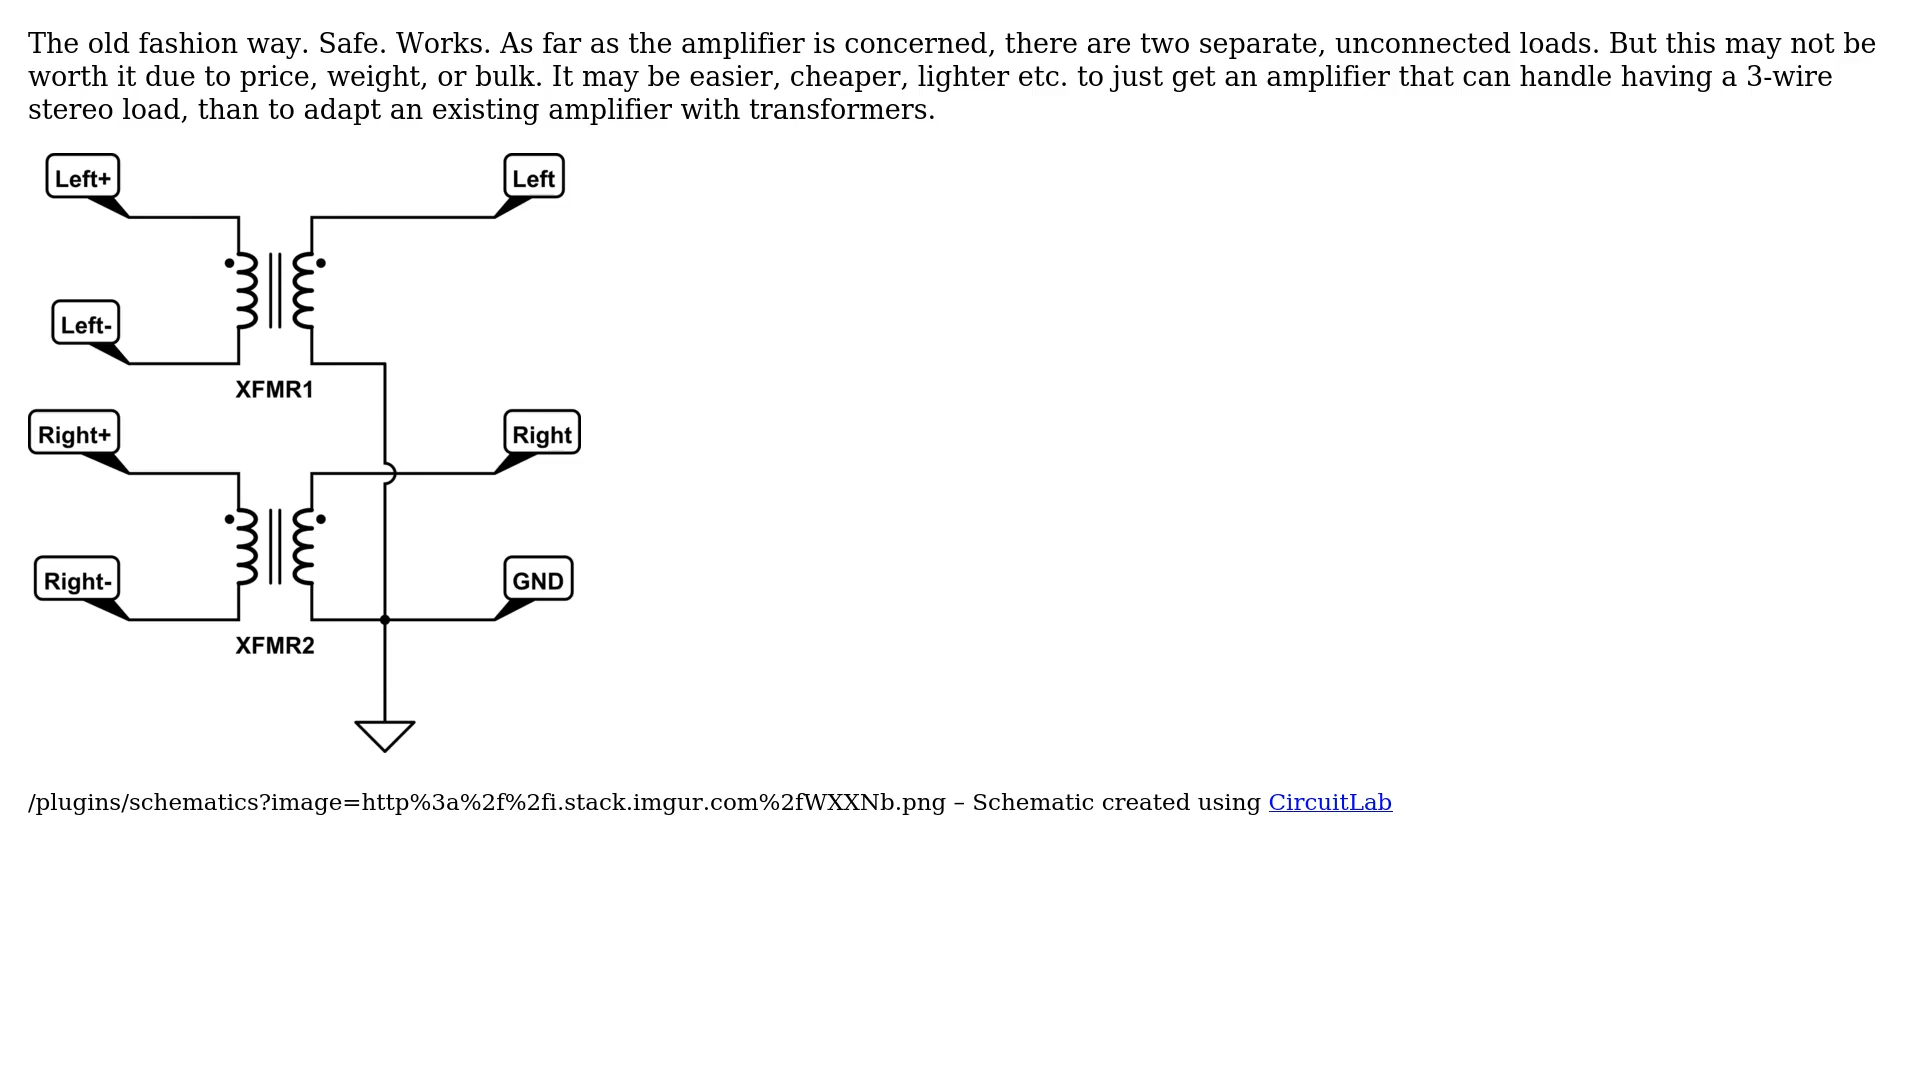 The old fashion way. Safe. Works. As far as the amplifier is concerned, there are two separate, unconnected loads. But this may not be
worth it due to price, weight, or bulk. It may be easier, cheaper, lighter etc. to just get an amplifier that can handle having a 3-wire
stereo load, than to adapt an existing amplifier with transformers.
Left+
Left
Left-
XFMR1
Right+
Right
Right-
GND
XFMR2
/plugins/schematics?image=http%3a%2f%2fi.stack.imgur.com%2fWXXNb.png – Schematic created using CircuitLab